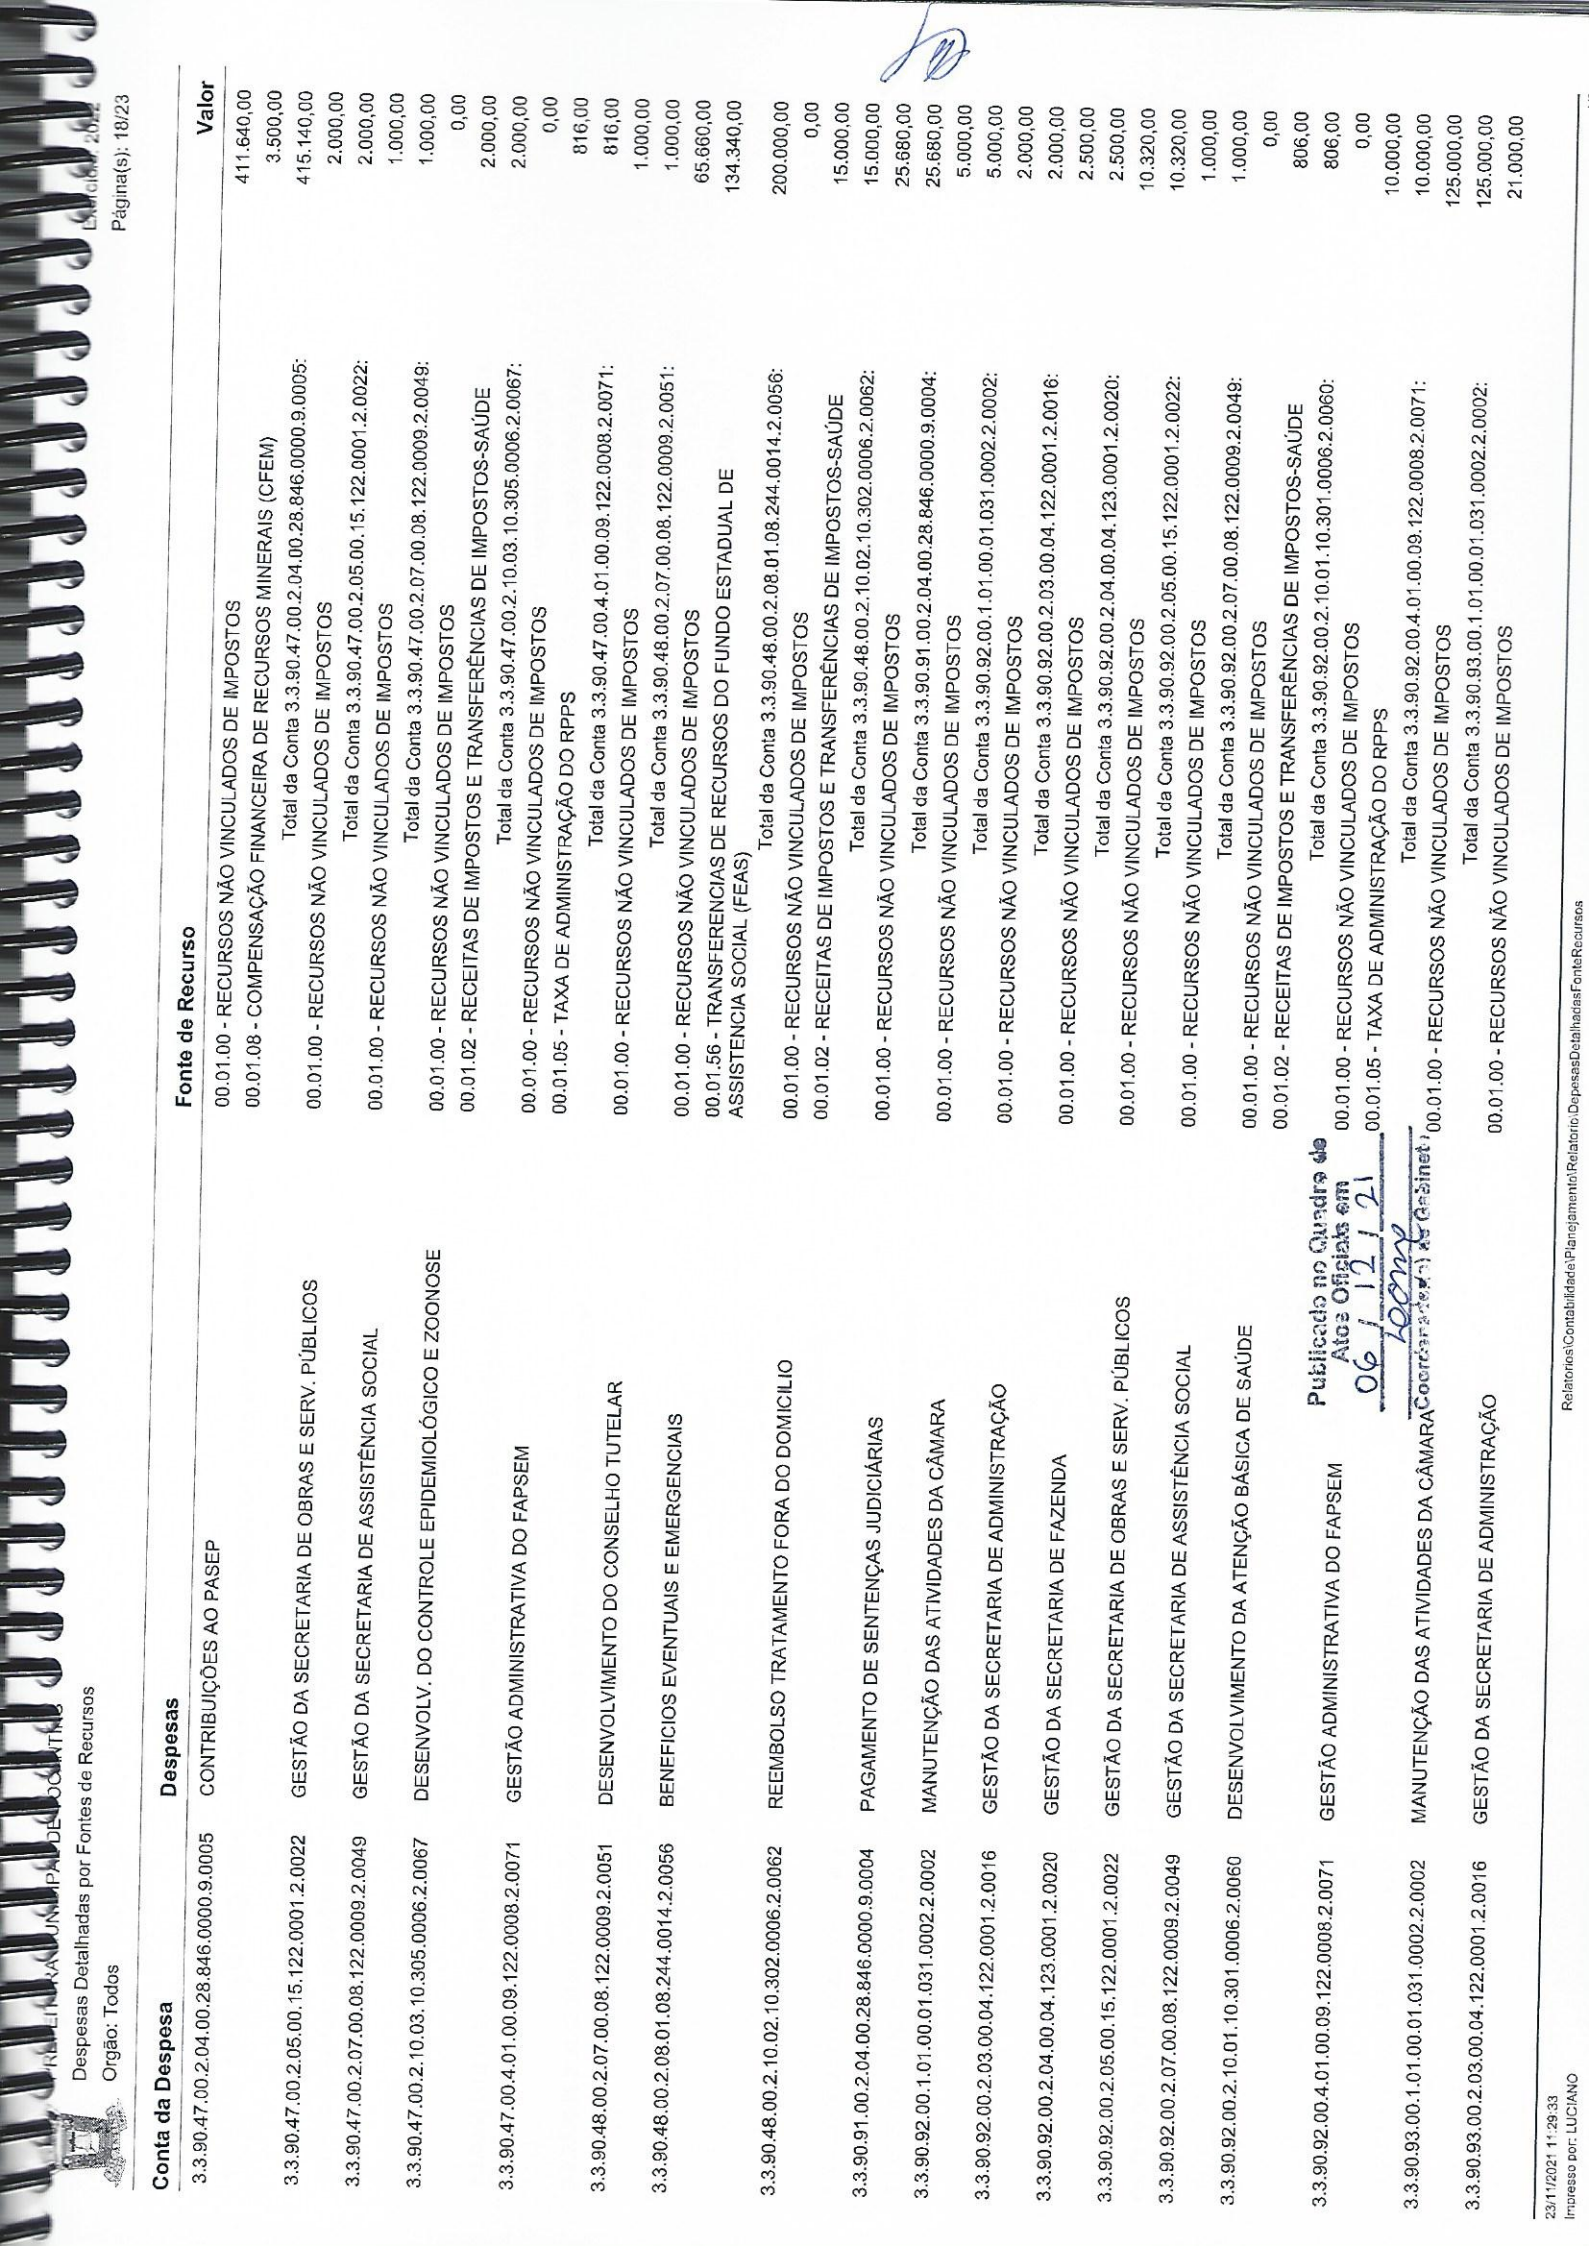 Despesas Detalhadas por Fontes de Recursos
Orgão: Todos
Página(s): 18/23
Conta da Despesa Despesas Fonte de Recurso Valor
3.3.90.47.00.2.04.00.28.846.0000.9.0005 CONTRIBUIÇÕES AO PASEP 00.01.00 - RECURSOS NÃO VINCULADOS DE IMPOSTOS 411.640,00
00.01.08 - COMPENSAÇÃO FINANCEIRA DE RECURSOS MINERAIS (CFEM) 3.500,00
Total da Conta 3.3.90.47.00.2.04.00.28.846.0000.9.0005: 415.140,00
3.3.90.47.00.2.05.00.15.122.0001.2.0022 GESTÃO DA SECRETARIA DE OBRAS E SERV. PÚBLICOS 00.01.00 - RECURSOS NÃO VINCULADOS DE IMPOSTOS 2.000,00
Total da Conta 3.3.90.47.00.2.05.00.15.122.0001.2.0022: 2.000,00
3.3.90.47.00.2.07.00.08.122.0009.2.0049 GESTÃO DA SECRETARIA DE ASSISTÊNCIA SOCIAL 00.01.00 - RECURSOS NÃO VINCULADOS DE IMPOSTOS 1.000,00
Total da Conta 3.3.90.47.00.2.07.00.08.122.0009.2.0049: 1.000,00
3.3.90.47.00.2.10.03.10.305.0006.2.0067 DESENVOLV. DO CONTROLE EPIDEMIOLÓGICO E ZOONOSE 00.01.00 - RECURSOS NÃO VINCULADOS DE IMPOSTOS 0,00
00.01.02 - RECEITAS DE IMPOSTOS E TRANSFERÊNCIAS DE IMPOSTOS-SAÚDE 2.000,00
Total da Conta 3.3.90.47.00.2.10.03.10.305.0006.2.0067: 2.000,00
3.3.90.47.00.4.01.00.09.122.0008.2.0071 GESTÃO ADMINISTRATIVA DO FAPSEM 00.01.00 - RECURSOS NÃO VINCULADOS DE IMPOSTOS 0,00
00.01.05 - TAXA DE ADMINISTRAÇÃO DO RPPS 816,00
Total da Conta 3.3.90.47.00.4.01.00.09.122.0008.2.0071: 816,00
3.3.90.48.00.2.07.00.08.122.0009.2.0051 DESENVOLVIMENTO DO CONSELHO TUTELAR 00.01.00 - RECURSOS NÃO VINCULADOS DE IMPOSTOS 1.000,00
Total da Conta 3.3.90.48.00.2.07.00.08.122.0009.2.0051: 1.000,00
3.3.90.48.00.2.08.01.08.244.0014.2.0056 BENEFICIOS EVENTUAIS E EMERGENCIAIS 00.01.00 - RECURSOS NÃO VINCULADOS DE IMPOSTOS 65.660,00
00.01.56 - TRANSFERENCIAS DE RECURSOS DO FUNDO ESTADUAL DE 134.340,00
ASSISTENCIA SOCIAL (FEAS)
Total da Conta 3.3.90.48.00.2.08.01.08.244.0014.2.0056: 200.000,00
3.3.90.48.00.2.10.02.10.302.0006.2.0062 REEMBOLSO TRATAMENTO FORA DO DOMICILIO 00.01.00 - RECURSOS NÃO VINCULADOS DE IMPOSTOS 0,00
00.01.02 - RECEITAS DE IMPOSTOS E TRANSFERÊNCIAS DE IMPOSTOS-SAÚDE 15.000,00
Total da Conta 3.3.90.48.00.2.10.02.10.302.0006.2.0062: 15.000,00
3.3.90.91.00.2.04.00.28.846.0000.9.0004 PAGAMENTO DE SENTENÇAS JUDICIÁRIAS 00.01.00 - RECURSOS NÃO VINCULADOS DE IMPOSTOS 25.680,00
Total da Conta 3.3.90.91.00.2.04.00.28.846.0000.9.0004: 25.680,00
3.3.90.92.00.1.01.00.01.031.0002.2.0002 MANUTENÇÃO DAS ATIVIDADES DA CÂMARA 00.01.00 - RECURSOS NÃO VINCULADOS DE IMPOSTOS 5.000,00
Total da Conta 3.3.90.92.00.1.01.00.01.031.0002.2.0002: 5.000,00
3.3.90.92.00.2.03.00.04.122.0001.2.0016 GESTÃO DA SECRETARIA DE ADMINISTRAÇÃO 00.01.00 - RECURSOS NÃO VINCULADOS DE IMPOSTOS 2.000,00
Total da Conta 3.3.90.92.00.2.03.00.04.122.0001.2.0016: 2.000,00
3.3.90.92.00.2.04.00.04.123.0001.2.0020 GESTÃO DA SECRETARIA DE FAZENDA 00.01.00 - RECURSOS NÃO VINCULADOS DE IMPOSTOS 2.500,00
Total da Conta 3.3.90.92.00.2.04.00.04.123.0001.2.0020: 2.500,00
3.3.90.92.00.2.05.00.15.122.0001.2.0022 GESTÃO DA SECRETARIA DE OBRAS E SERV. PÚBLICOS 00.01.00 - RECURSOS NÃO VINCULADOS DE IMPOSTOS 10.320,00
Total da Conta 3.3.90.92.00.2.05.00.15.122.0001.2.0022: 10.320,00
3.3.90.92.00.2.07.00.08.122.0009.2.0049 GESTÃO DA SECRETARIA DE ASSISTÊNCIA SOCIAL 00.01.00 - RECURSOS NÃO VINCULADOS DE IMPOSTOS 1.000,00
Total da Conta 3.3.90.92.00.2.07.00.08.122.0009.2.0049: 1.000,00
3.3.90.92.00.2.10.01.10.301.0006.2.0060 DESENVOLVIMENTO DA ATENÇÃO BÁSICA DE SAÚDE 00.01.00 - RECURSOS NÃO VINCULADOS DE IMPOSTOS 0,00
00.01.02 - RECEITAS DE IMPOSTOS E TRANSFERÊNCIAS DE IMPOSTOS-SAÚDE 806,00
Total da Conta 3.3.90.92.00.2.10.01.10.301.0006.2.0060: 806,00
3.3.90.92.00.4.01.00.09.122.0008.2.0071 GESTÃO ADMINISTRATIVA DO FAPSEM 00.01.00 - RECURSOS NÃO VINCULADOS DE IMPOSTOS 0,00
00.01.05 - TAXA DE ADMINISTRAÇÃO DO RPPS 10.000,00
Total da Conta 3.3.90.92.00.4.01.00.09.122.0008.2.0071: 10.000,00
3.3.90.93.00.1.01.00.01.031.0002.2.0002 MANUTENÇÃO DAS ATIVIDADES DA CÂMARA 00.01.00 - RECURSOS NÃO VINCULADOS DE IMPOSTOS 125.000,00
Total da Conta 3.3.90.93.00.1.01.00.01.031.0002.2.0002: 125.000,00
3.3.90.93.00.2.03.00.04.122.0001.2.0016 GESTÃO DA SECRETARIA DE ADMINISTRAÇÃO 00.01.00 - RECURSOS NÃO VINCULADOS DE IMPOSTOS 21.000,00
Publicado no Quadro de
Atos Oficiais em
06 / 12 / 21
Coordenador(a) de Gabinete
23/11/2021 11:29:33 Relatorios\Contabilidade\Planejamento\Relatorio\DepesasDetalhadasFonteRecursos
Impresso por: LUCIANO